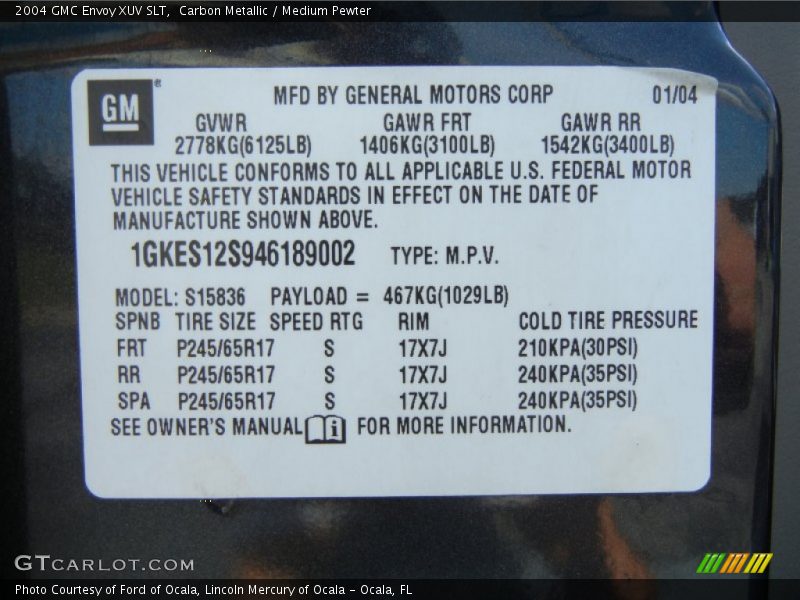 2004 GMC Envoy XUV SLT,  Carbon Metallic / Medium Pewter
GM®
MFD BY GENERAL MOTORS CORP 01/04
GVWR GAWR FRT GAWR RR
2778KG(6125LB) 1406KG(3100LB) 1542KG(3400LB)
THIS VEHICLE CONFORMS TO ALL APPLICABLE U.S. FEDERAL MOTOR
VEHICLE SAFETY STANDARDS IN EFFECT ON THE DATE OF
MANUFACTURE SHOWN ABOVE.
1GKES12S946189002 TYPE: M.P.V.
MODEL: S15836 PAYLOAD = 467KG(1029LB)
SPNB TIRE SIZE SPEED RTG RIM COLD TIRE PRESSURE
FRT P245/65R17 S 17X7J 210KPA(30PSI)
RR P245/65R17 S 17X7J 240KPA(35PSI)
SPA P245/65R17 S 17X7J 240KPA(35PSI)
SEE OWNER'S MANUAL i FOR MORE INFORMATION.
GTCARLOT.COM
Photo Courtesy of Ford of Ocala, Lincoln Mercury of Ocala - Ocala, FL